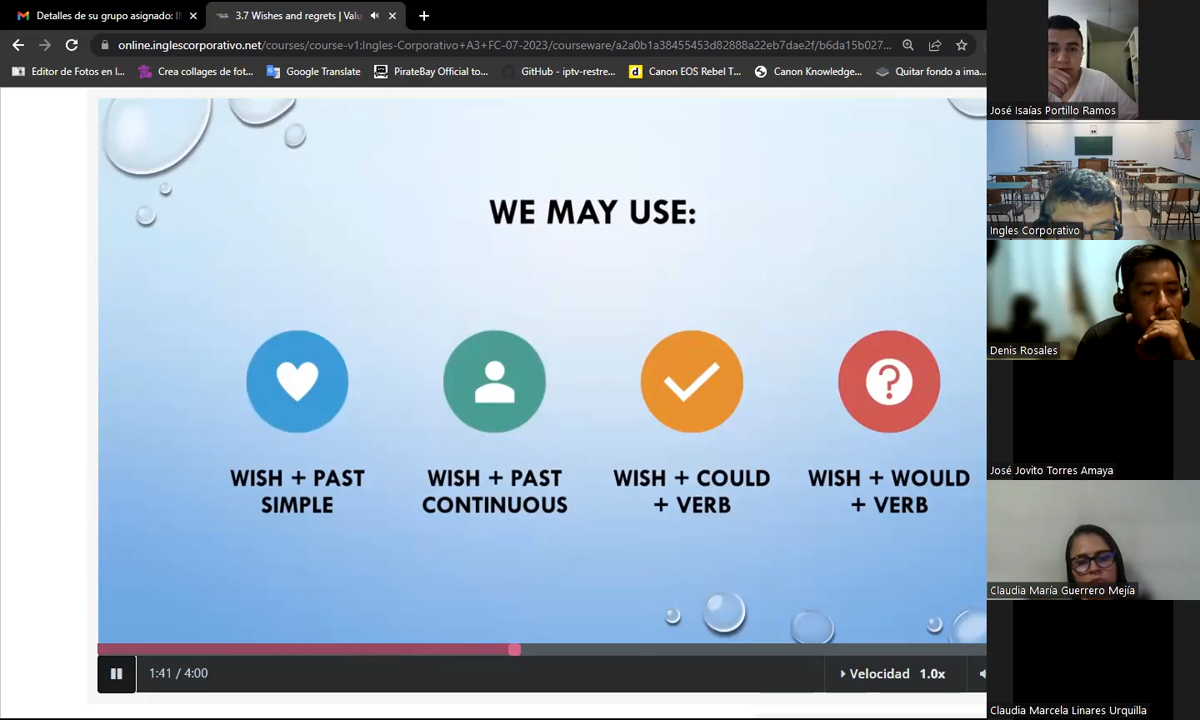 Detalles de su grupo asignado: I
3.7 Wishes and regrets | Valu
online.inglescorporativo.net/courses/course-v1:Ingles-Corporativo+A3+FC-07-2023/courseware/a2a0b1a38455453d82888a22eb7dae2f/b6da15b027...
Editor de Fotos en l...
Crea collages de fot...
Google Translate
PirateBay Official to...
GitHub - iptv-restre...
Canon EOS Rebel T...
Canon Knowledge...
Quitar fondo a ima...
WE MAY USE:
WISH + PAST
SIMPLE
WISH + PAST
CONTINUOUS
WISH + COULD
+ VERB
WISH + WOULD
+ VERB
1:41 / 4:00
Velocidad 1.0x
José Isaías Portillo Ramos
Ingles Corporativo
Denis Rosales
José Jovito Torres Amaya
Claudia María Guerrero Mejía
Claudia Marcela Linares Urquilla